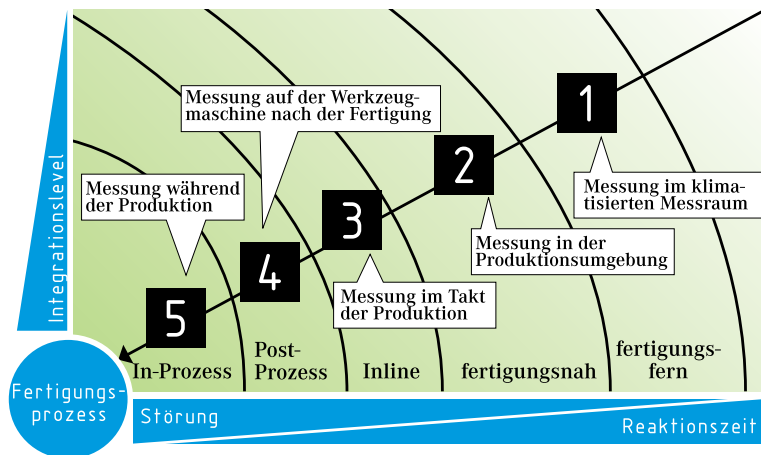 Integrationslevel
1
Messung im klima-
tisierten Messraum
2
Messung in der
Produktionsumgebung
3
Messung im Takt
der Produktion
4
Messung auf der Werkzeug-
maschine nach der Fertigung
5
Messung während
der Produktion
In-Prozess
Post-
Prozess
Inline
fertigungsnah
fertigungs-
fern
Fertigungs-
prozess
Störung
Reaktionszeit